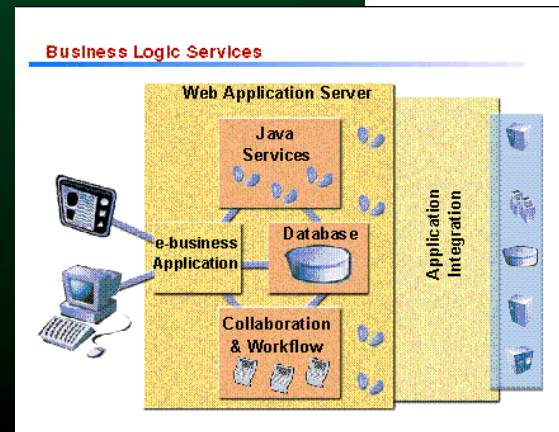 Business Logic Services
Web Application Server
Java
Services
e-business
Application
Database
Collaboration
& Workflow
Application
Integration